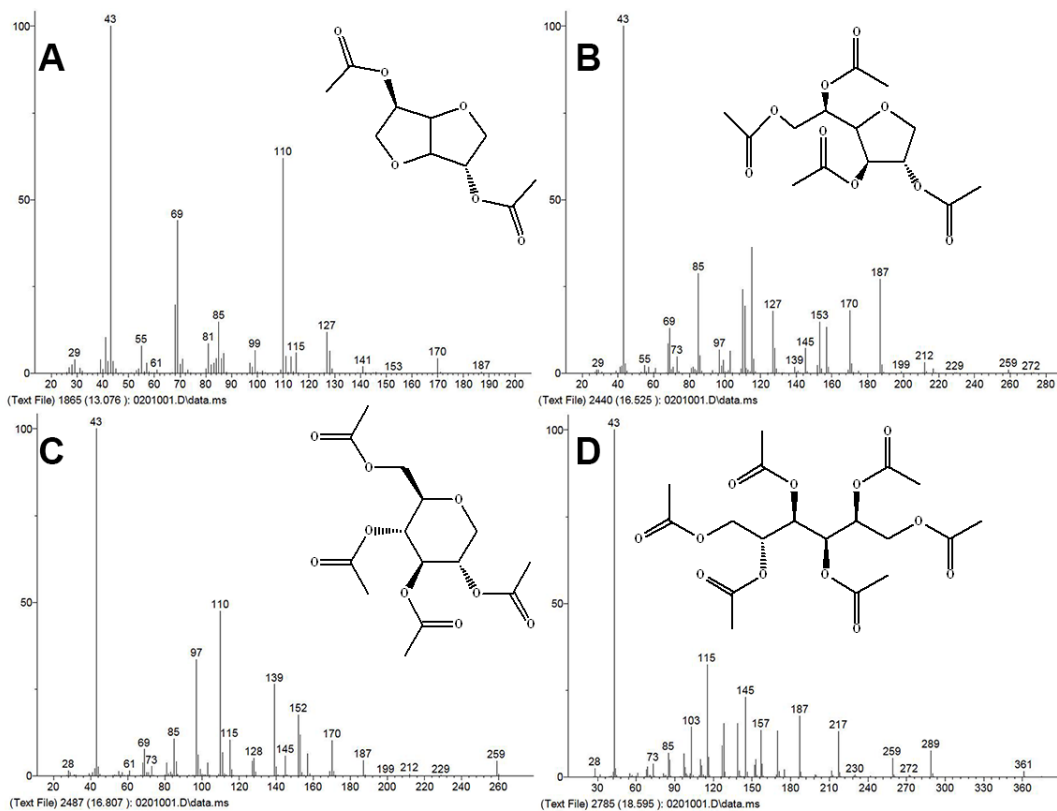 A
100
50
0
43
110
69
85
127
81
55
29
61
99
115
141
153
170
187
20 30 40 50 60 70 80 90 100 110 120 130 140 150 160 170 180 190 200
(Text File) 1865 (13.076 ): 0201001.D\data.ms
O
O
O
O
O
O
B
100
50
0
43
85
187
127
170
153
69
73
97
145
55
29
139
199
212
229
259
272
20 40 60 80 100 120 140 160 180 200 220 240 260 280
(Text File) 2440 (16.525 ): 0201001.D\data.ms
O
O
O
O
O
O
O
O
O
C
100
50
0
43
110
97
139
152
85
115
170
69
73
128
145
187
28
61
199
212
229
259
20 40 60 80 100 120 140 160 180 200 220 240 260
(Text File) 2487 (16.807 ): 0201001.D\data.ms
O
O
O
O
O
O
O
O
O
D
100
50
0
43
115
145
187
103
157
217
85
73
28
259
289
230
272
361
30 60 90 120 150 180 210 240 270 300 330 360
(Text File) 2785 (18.595 ): 0201001.D\data.ms
O
O
O
O
O
O
O
O
O
O
O
O